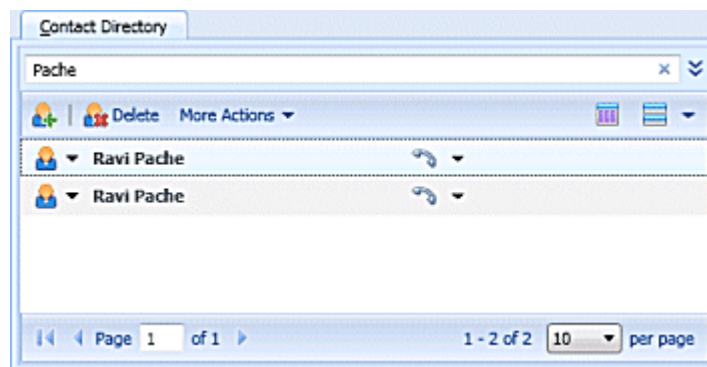 Contact Directory
Pache
Delete More Actions
Ravi Pache
Ravi Pache
Page 1 of 1 1 - 2 of 2 10 per page